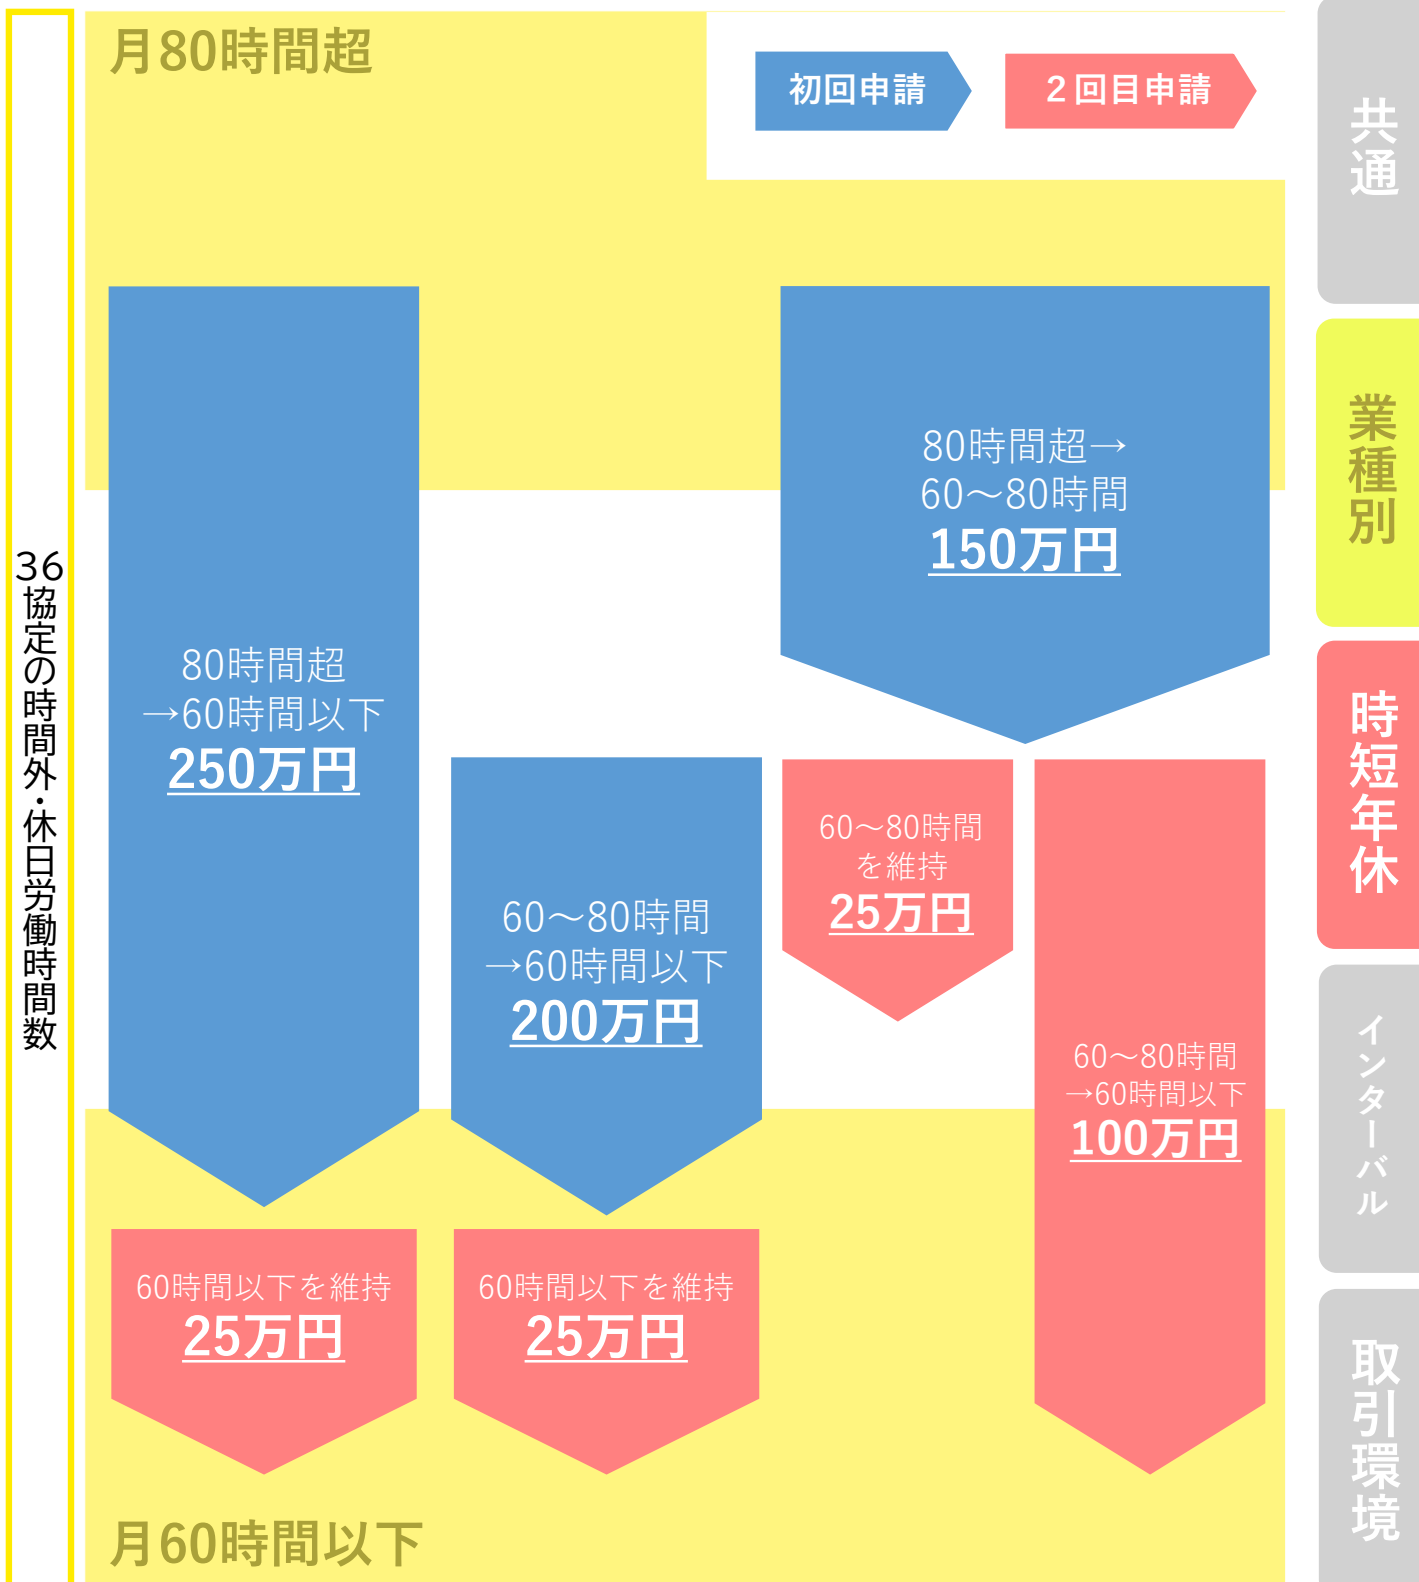 月80時間超
初回申請
２回目申請
36協定の時間外・休日労働時間数
80時間超
→60時間以下
250万円
60～80時間
→60時間以下
200万円
80時間超→
60～80時間
150万円
60～80時間
を維持
25万円
60～80時間
→60時間以下
100万円
60時間以下を維持
25万円
60時間以下を維持
25万円
月60時間以下
共通
業種別
時短年休
インターバル
取引環境